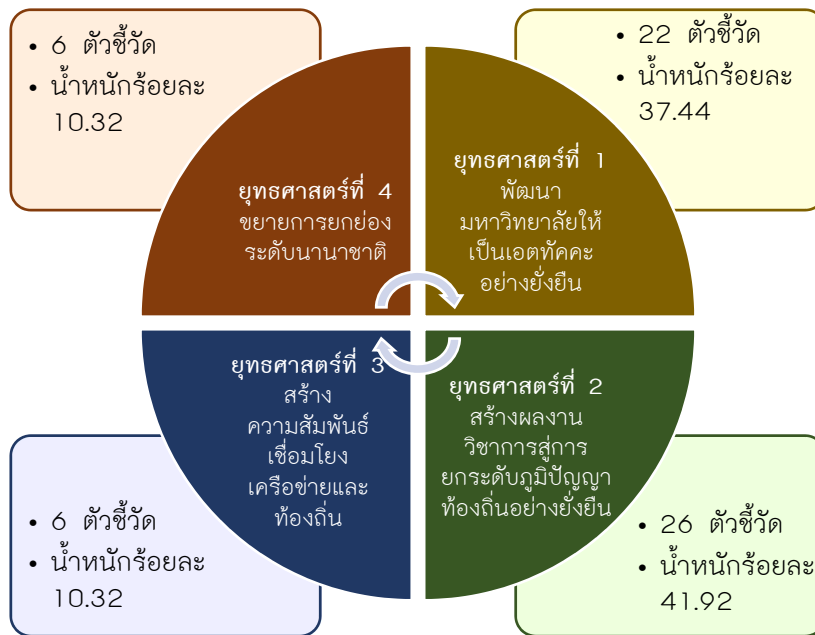 • 6 ตัวชี้วัด
• น้ำหนักร้อยละ
10.32
• 22 ตัวชี้วัด
• น้ำหนักร้อยละ
37.44
ยุทธศาสตร์ที่ 4
ขยายการยกย่อง
ระดับนานาชาติ
ยุทธศาสตร์ที่ 1
พัฒนา
มหาวิทยาลัยให้
เป็นเอตทัคคะ
อย่างยั่งยืน
ยุทธศาสตร์ที่ 3
สร้าง
ความสัมพันธ์
เชื่อมโยง
เครือข่ายและ
ท้องถิ่น
ยุทธศาสตร์ที่ 2
สร้างผลงาน
วิชาการสู่การ
ยกระดับภูมิปัญญา
ท้องถิ่นอย่างยั่งยืน
• 6 ตัวชี้วัด
• น้ำหนักร้อยละ
10.32
• 26 ตัวชี้วัด
• น้ำหนักร้อยละ
41.92